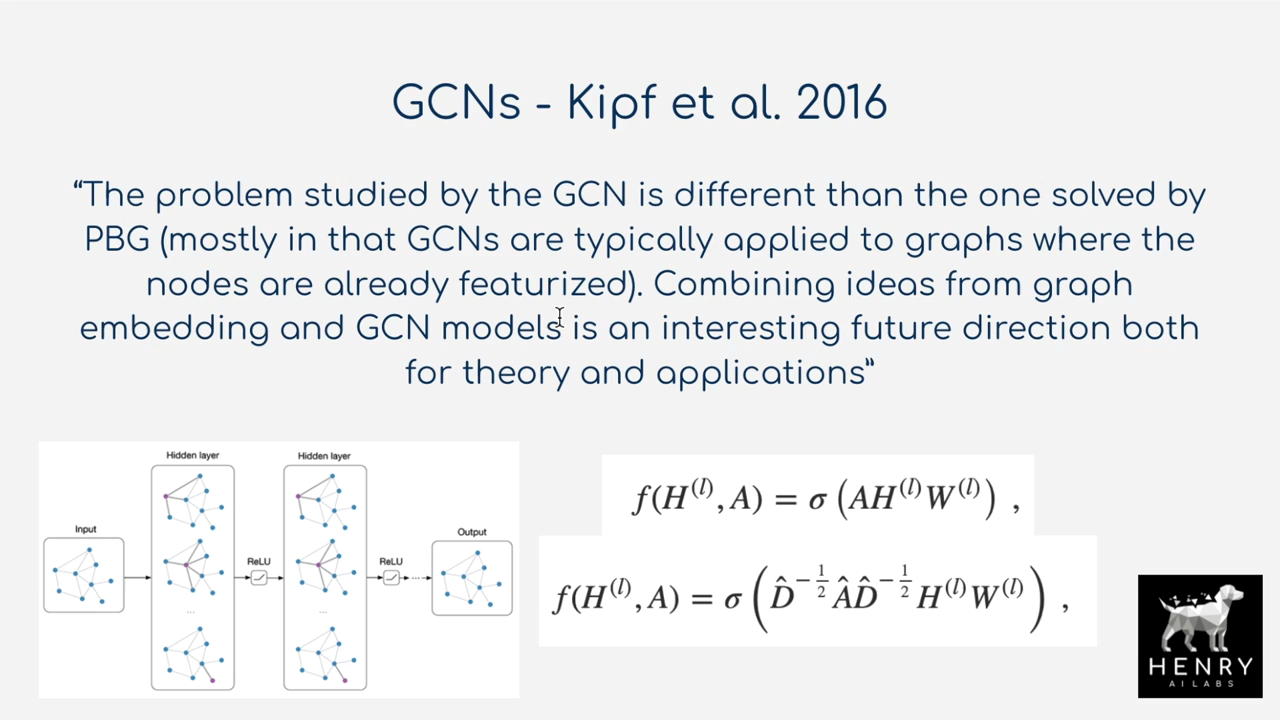 GCNs - Kipf et al. 2016
“The problem studied by the GCN is different than the one solved by
PBG (mostly in that GCNs are typically applied to graphs where the
nodes are already featurized). Combining ideas from graph
embedding and GCN models is an interesting future direction both
for theory and applications”
Hidden layer
Hidden layer
Input
Output
ReLU
ReLU
...
...
...
f(H^(l), A) = σ (AH^(l)W^(l)) ,
f(H^(l), A) = σ (D̂^(-1/2) ÂD̂^(-1/2) H^(l)W^(l)) ,
HENRY
AI LABS